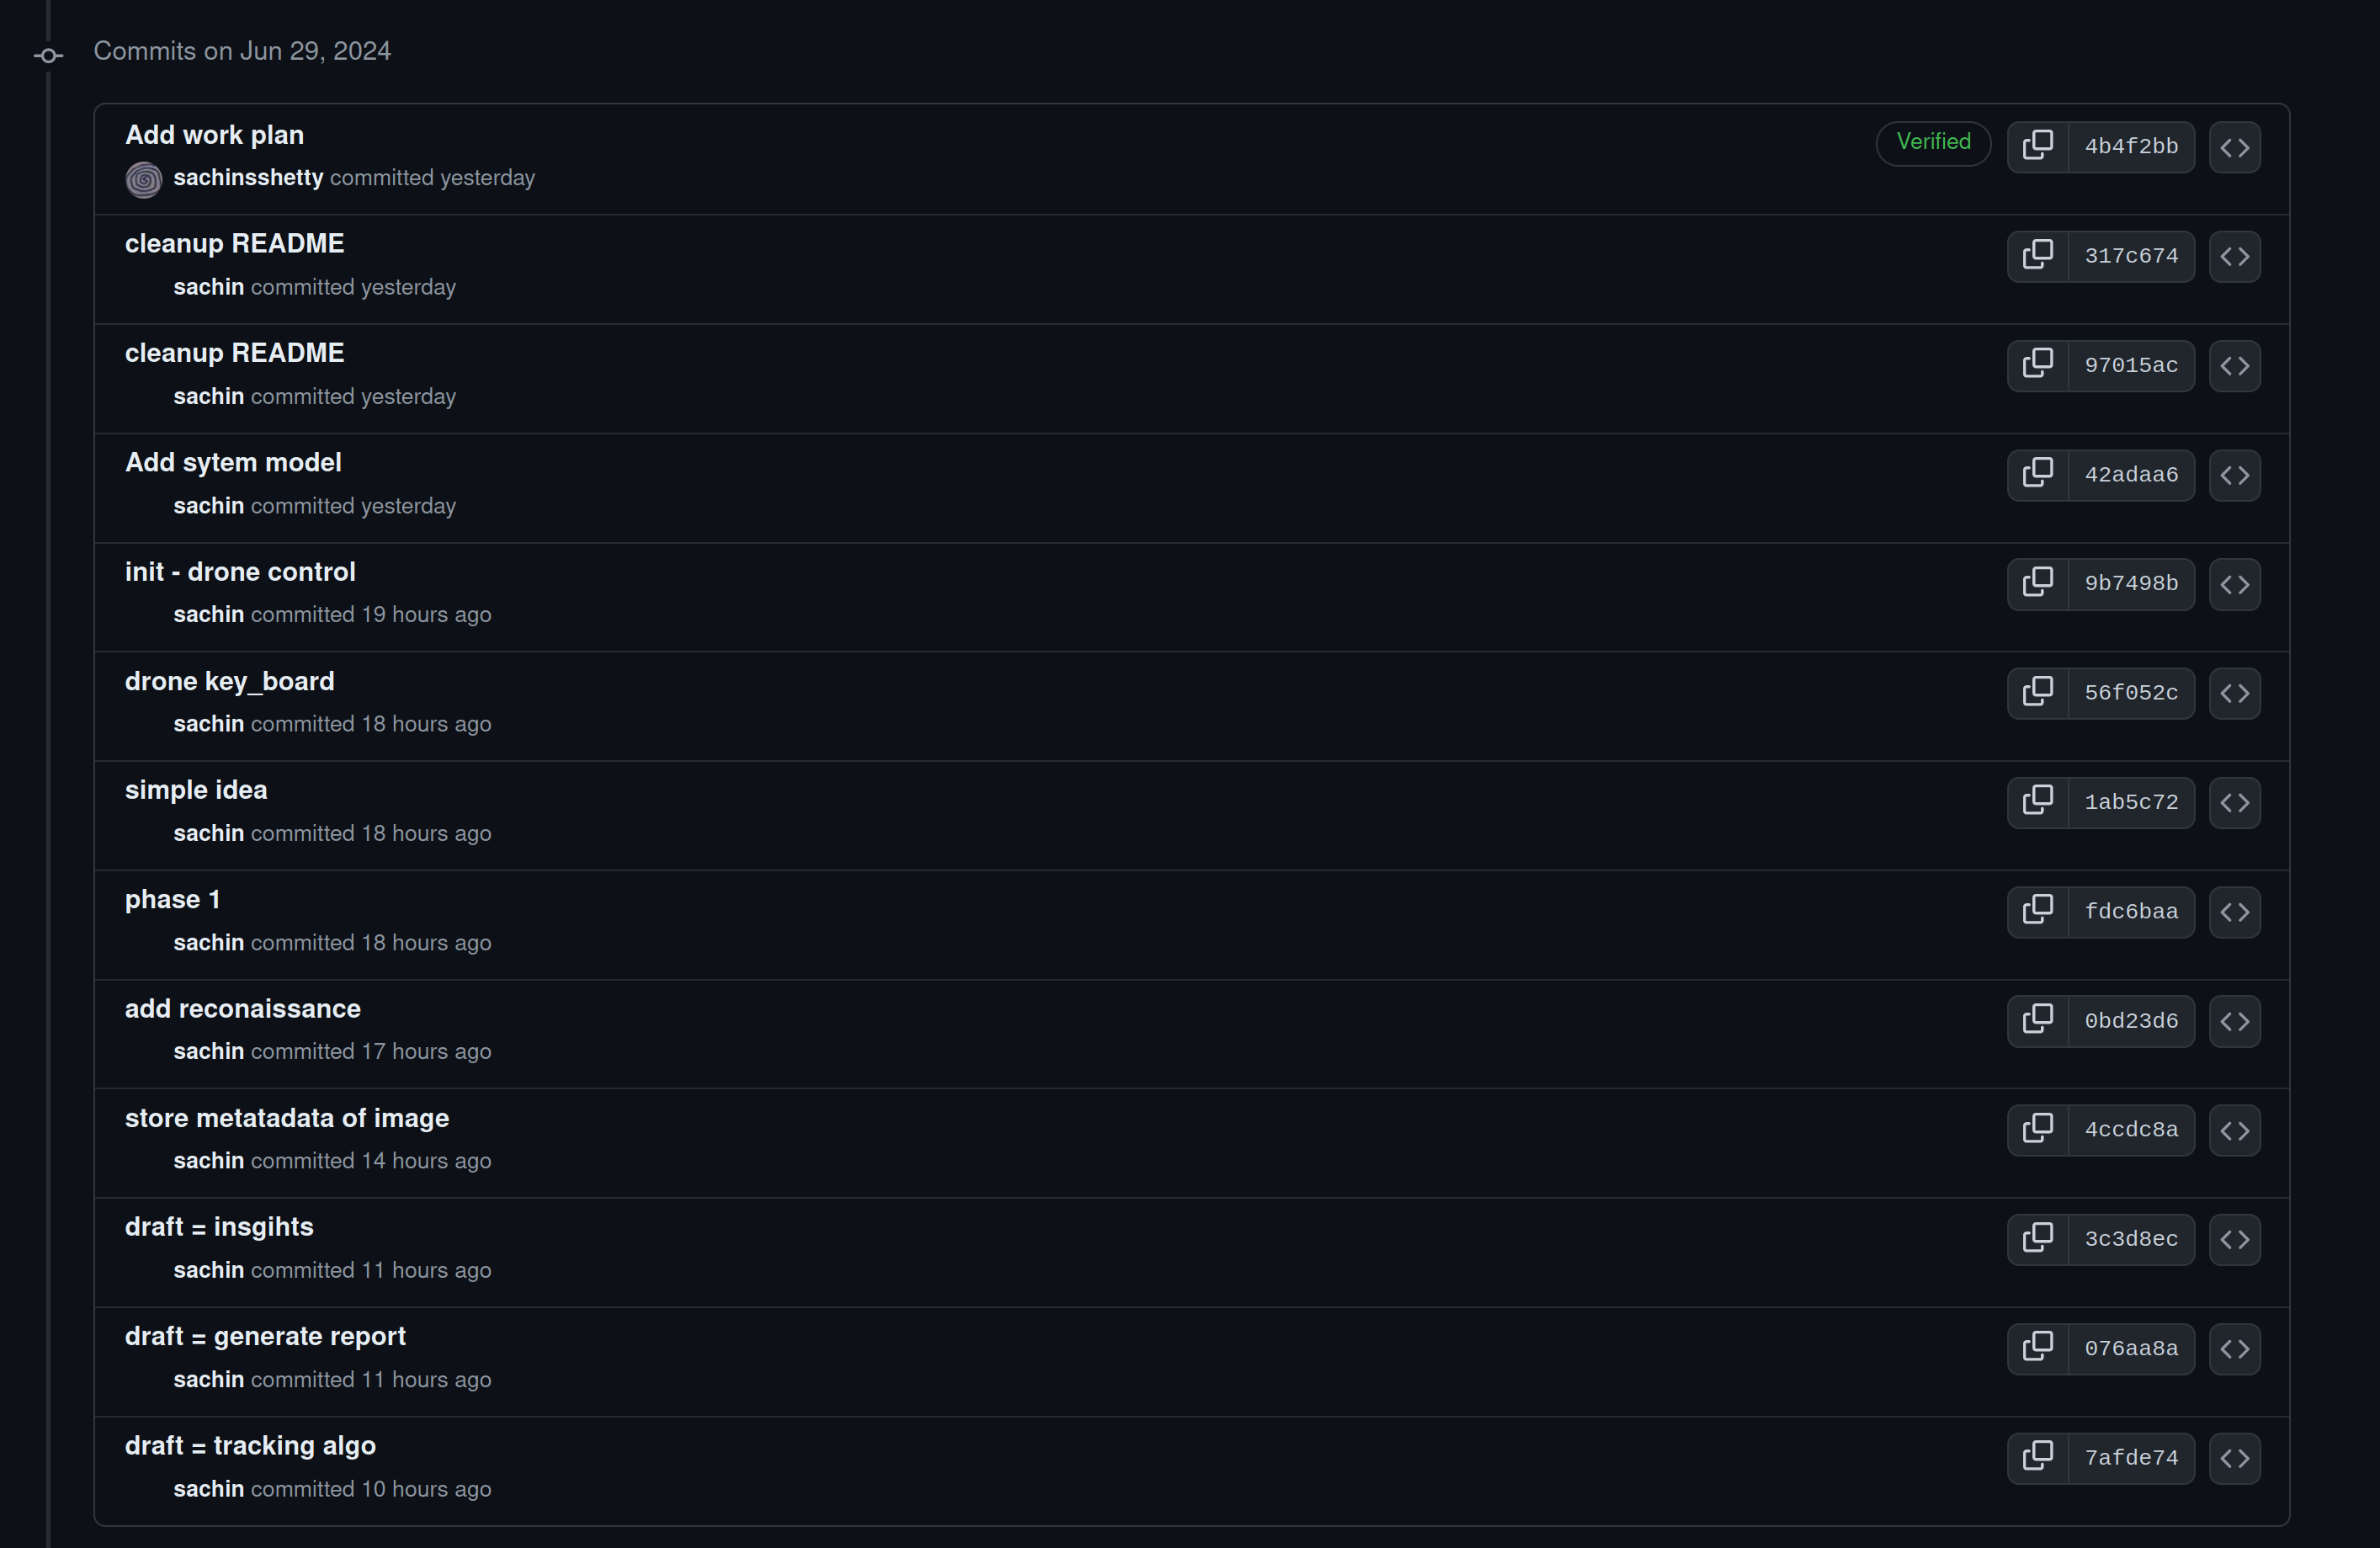 Commits on Jun 29, 2024
Add work plan
sachinsshetty committed yesterday
Verified
4b4f2bb
cleanup README
sachin committed yesterday
317c674
cleanup README
sachin committed yesterday
97015ac
Add sytem model
sachin committed yesterday
42adaa6
init - drone control
sachin committed 19 hours ago
9b7498b
drone key_board
sachin committed 18 hours ago
56f052c
simple idea
sachin committed 18 hours ago
1ab5c72
phase 1
sachin committed 18 hours ago
fdc6baa
add reconaissance
sachin committed 17 hours ago
0bd23d6
store metatadata of image
sachin committed 14 hours ago
4ccdc8a
draft = insgihts
sachin committed 11 hours ago
3c3d8ec
draft = generate report
sachin committed 11 hours ago
076aa8a
draft = tracking algo
sachin committed 10 hours ago
7afde74